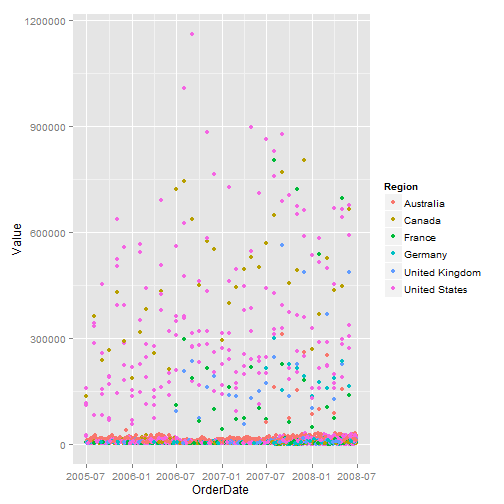 1200000
900000
600000
300000
0
Value
2005-07 2006-01 2006-07 2007-01 2007-07 2008-01 2008-07
OrderDate
Region
Australia
Canada
France
Germany
United Kingdom
United States